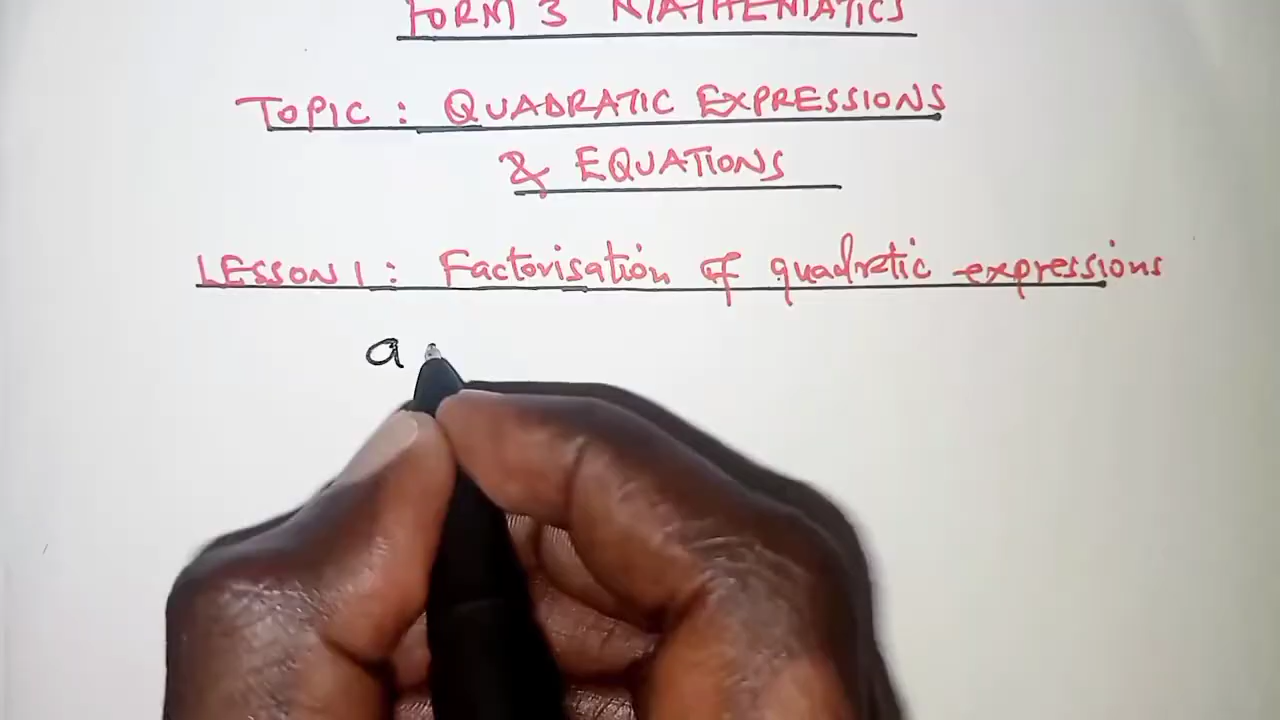 FORM 3 MATHEMATICS
TOPIC : QUADRATIC EXPRESSIONS
& EQUATIONS
LESSON 1 : Factorisation of quadratic expressions
a